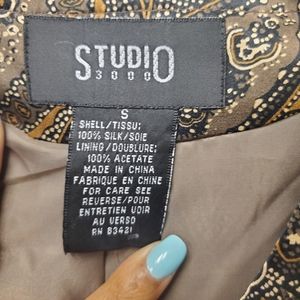 STUDIO
3000
S
SHELL/TISSU:
100% SILK/SOIE
LINING/DOUBLURE:
100% ACETATE
MADE IN CHINA
FABRIQUE EN CHINE
FOR CARE SEE
REVERSE/POUR
ENTRETIEN VOIR
AU VERSO
RN 83421